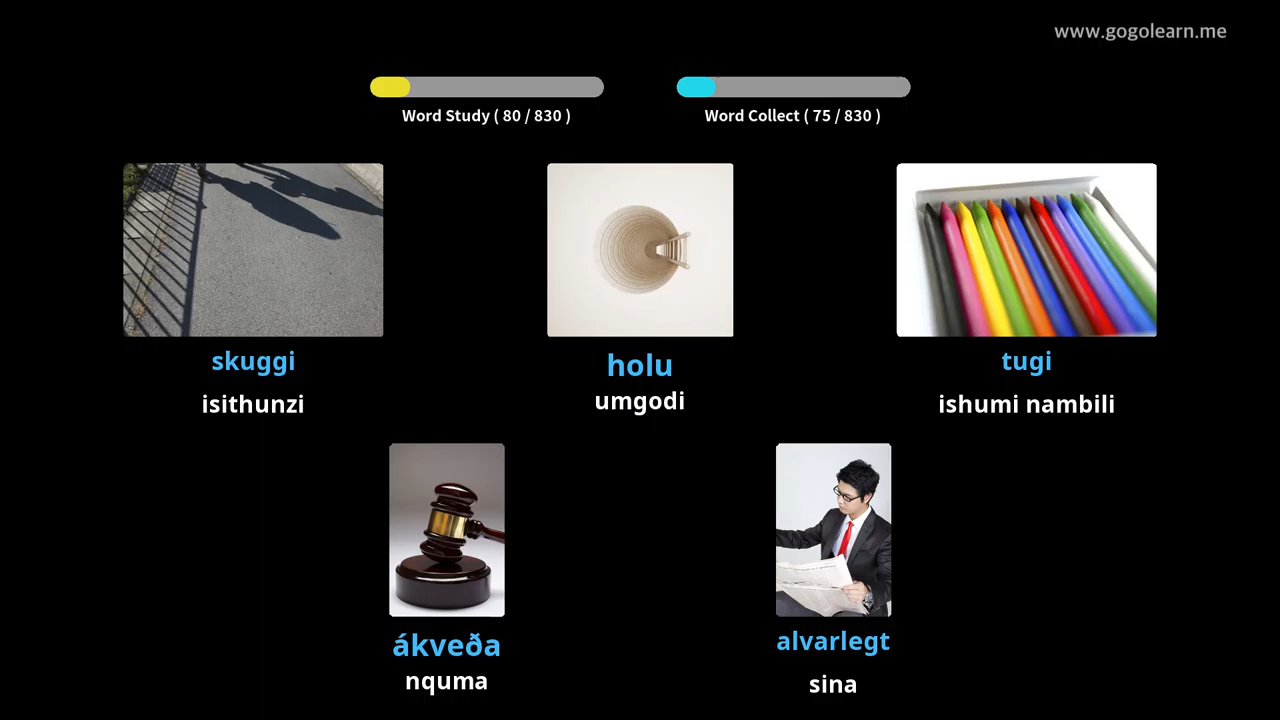 www.gogolearn.me
Word Study ( 80 / 830 )
Word Collect ( 75 / 830 )
skuggi
isithunzi
holu
umgodi
tugi
ishumi nambili
ákveða
nquma
alvarlegt
sina